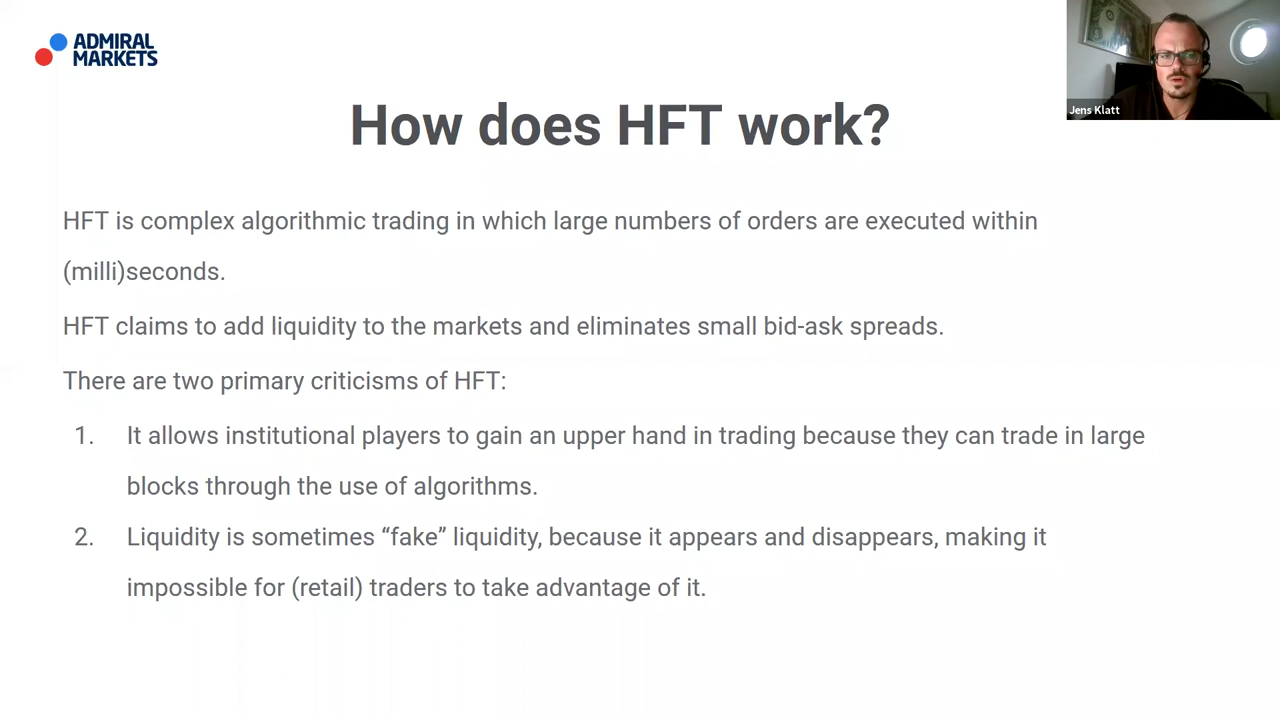 ADMIRAL
MARKETS
Jens Klatt
How does HFT work?
HFT is complex algorithmic trading in which large numbers of orders are executed within
(milli)seconds.
HFT claims to add liquidity to the markets and eliminates small bid-ask spreads.
There are two primary criticisms of HFT:
1. It allows institutional players to gain an upper hand in trading because they can trade in large
blocks through the use of algorithms.
2. Liquidity is sometimes “fake” liquidity, because it appears and disappears, making it
impossible for (retail) traders to take advantage of it.